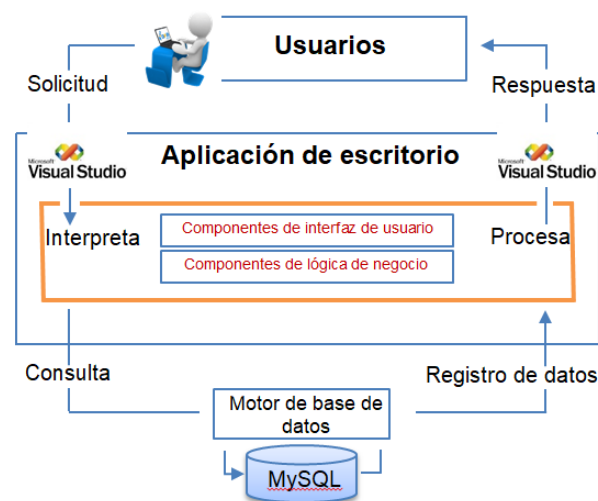 Usuarios
Solicitud
Respuesta
Microsoft
Visual Studio
Aplicación de escritorio
Microsoft
Visual Studio
Interpreta
Componentes de interfaz de usuario
Procesa
Componentes de lógica de negocio
Consulta
Registro de datos
Motor de base de
datos
MySQL